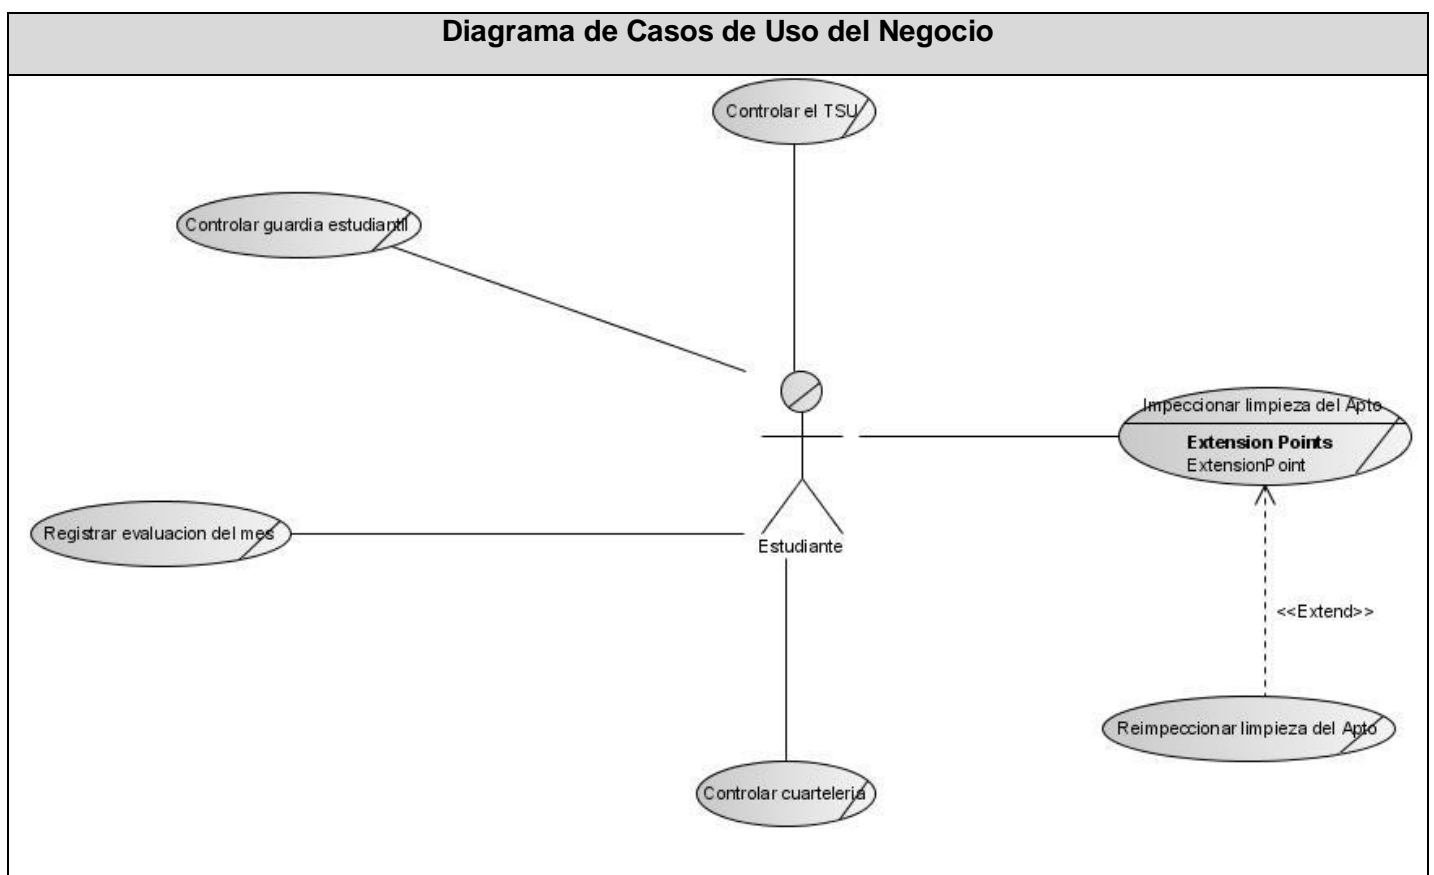 Diagrama de Casos de Uso del Negocio
Controlar el TSU
Controlar guardia estudiantil
Impeccionar limpieza del Apto
Extension Points
ExtensionPoint
Registrar evaluacion del mes
Estudiante
<<Extend>>
Reimpeccionar limpieza del Apto
Controlar cuarteleria